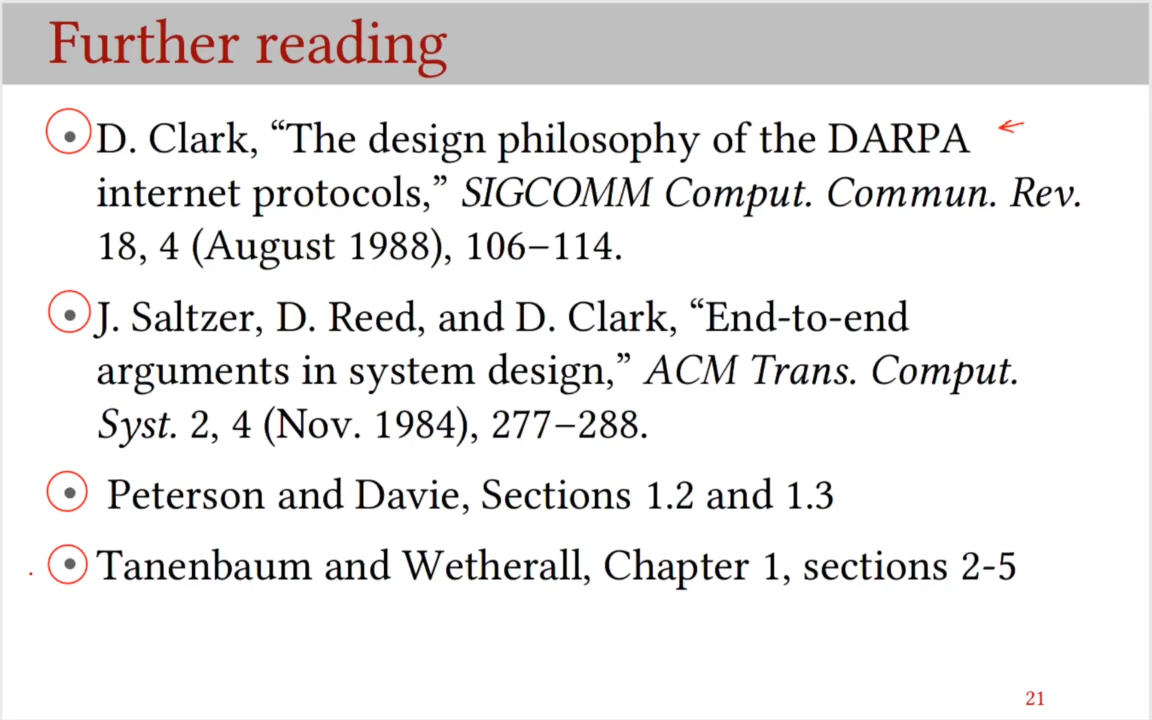 Further reading
• D. Clark, “The design philosophy of the DARPA
internet protocols,” SIGCOMM Comput. Commun. Rev.
18, 4 (August 1988), 106–114.
• J. Saltzer, D. Reed, and D. Clark, “End-to-end
arguments in system design,” ACM Trans. Comput.
Syst. 2, 4 (Nov. 1984), 277–288.
• Peterson and Davie, Sections 1.2 and 1.3
• Tanenbaum and Wetherall, Chapter 1, sections 2-5
21